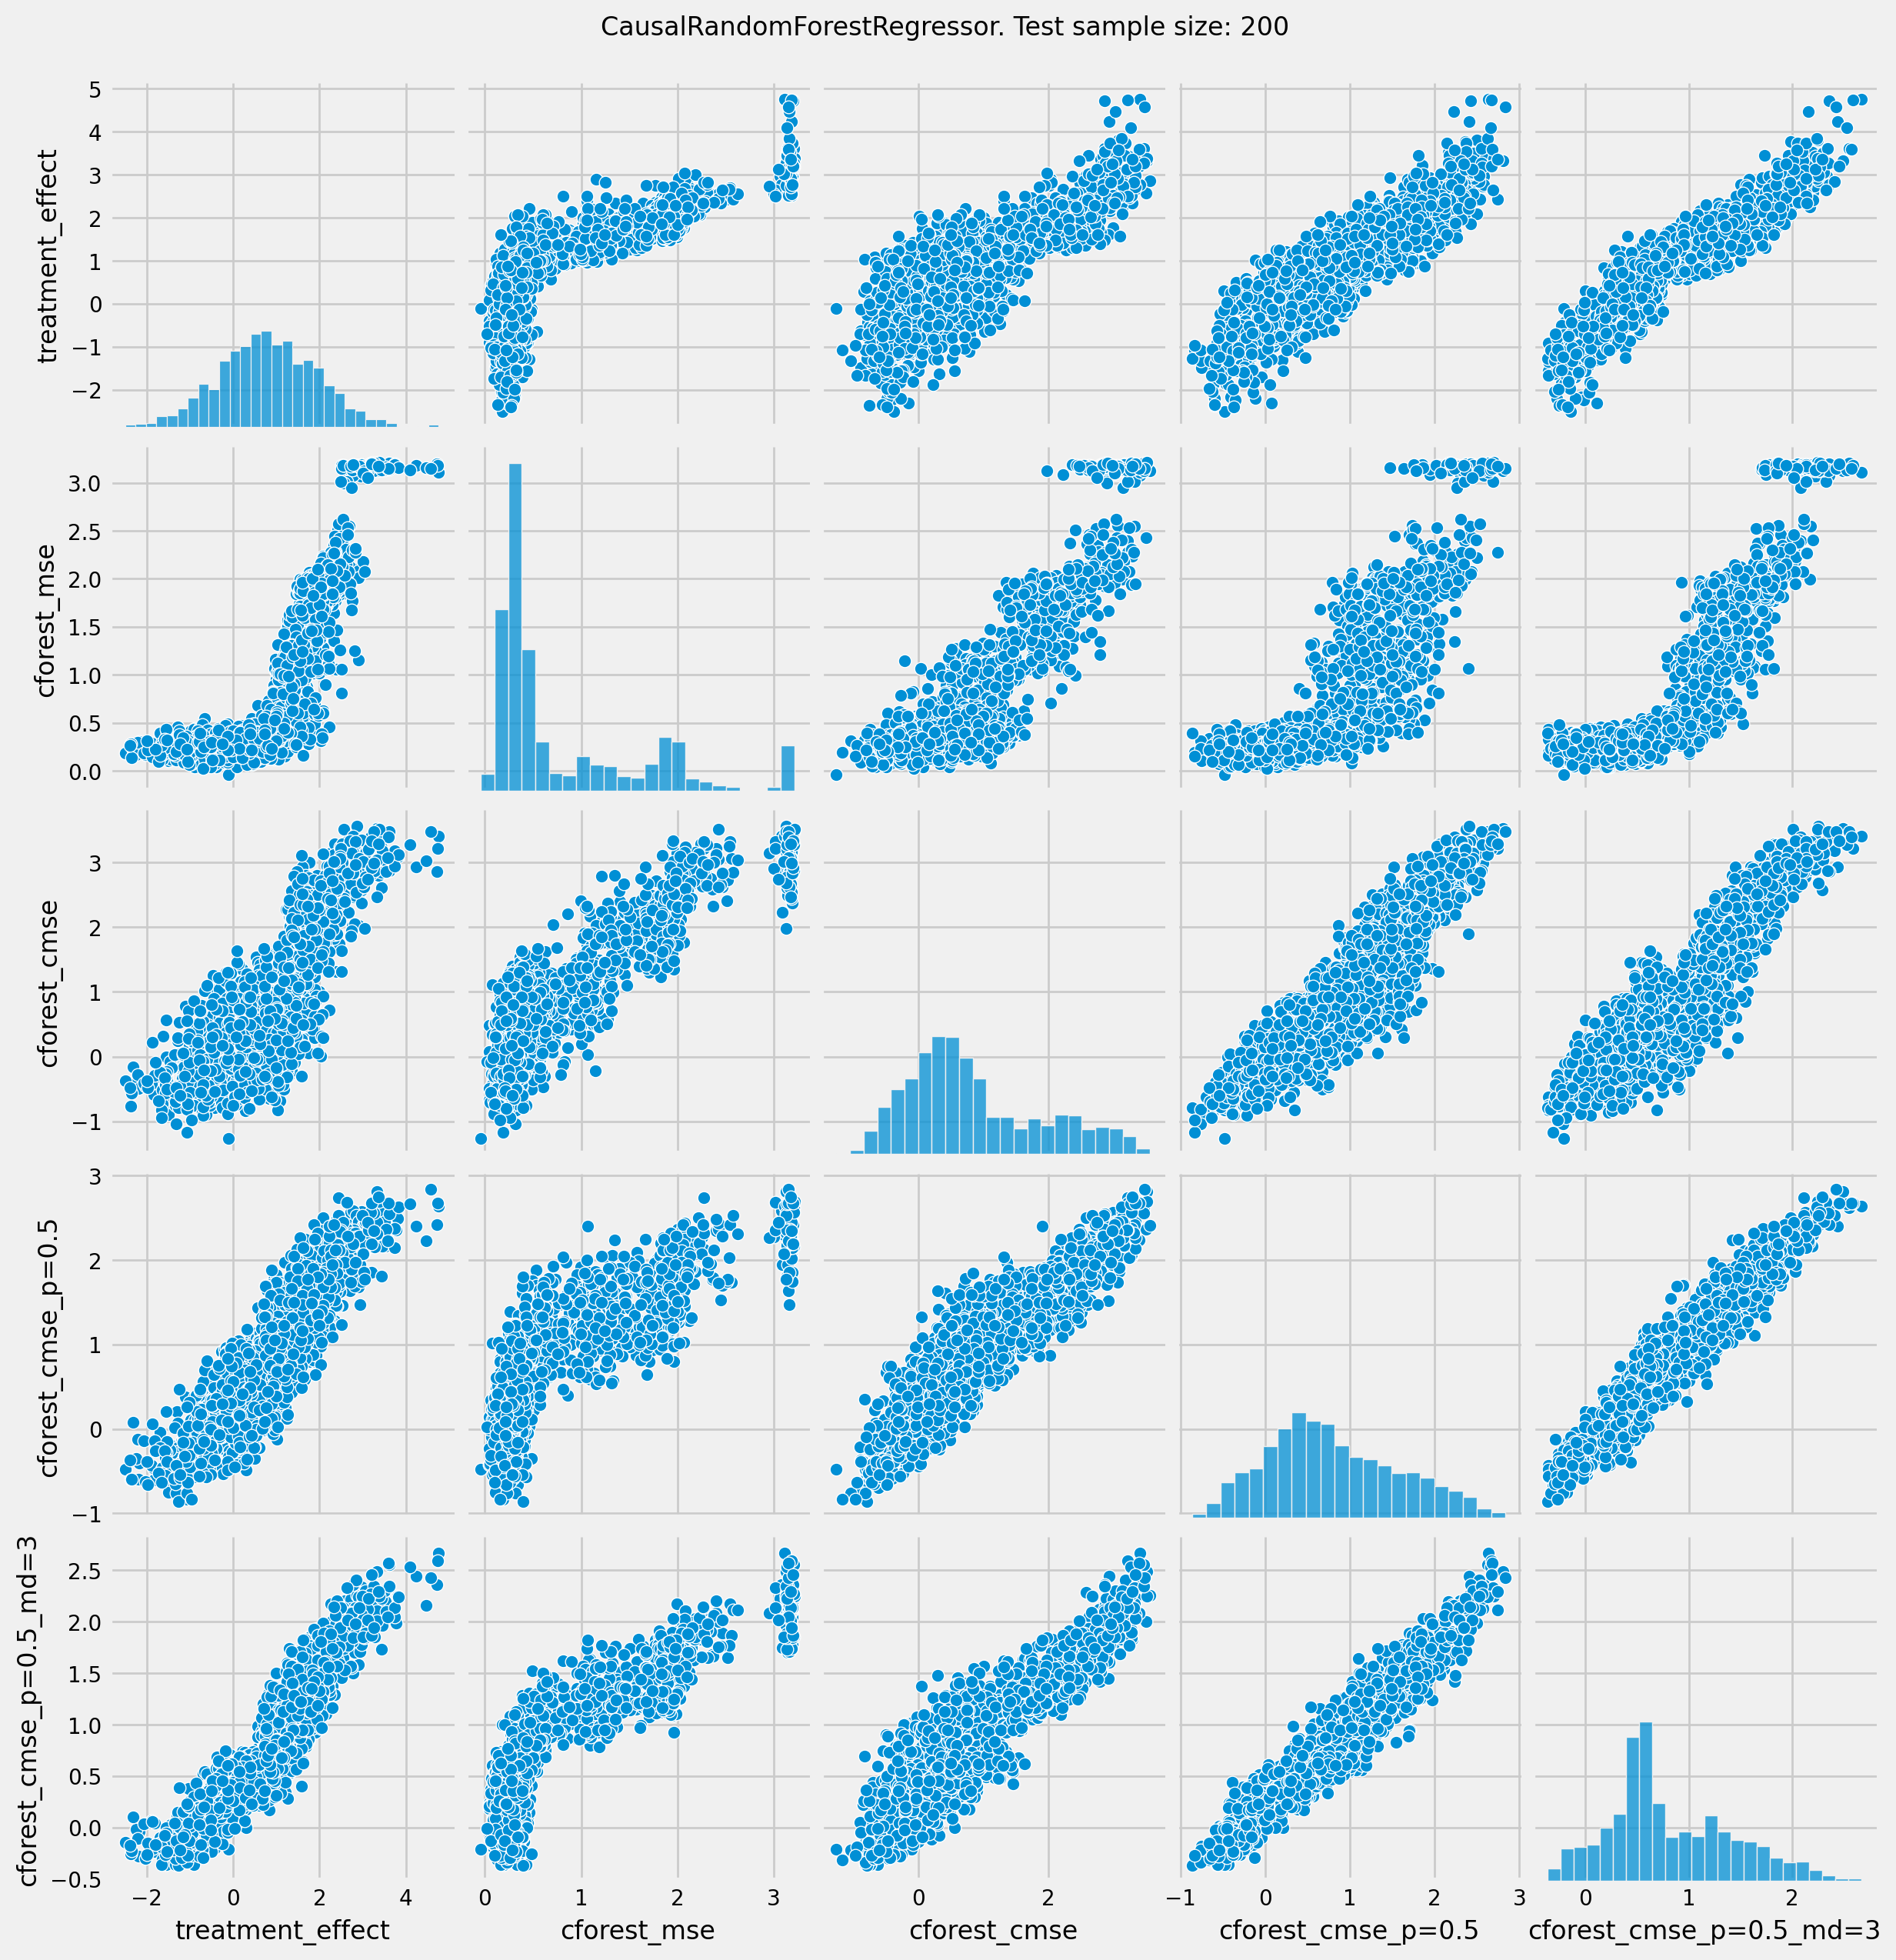 CausalRandomForestRegressor. Test sample size: 200
5
4
3
2
1
0
−1
−2
treatment_effect
3.0
2.5
2.0
1.5
1.0
0.5
0.0
cforest_mse
3
2
1
0
−1
cforest_cmse
3
2
1
0
−1
cforest_cmse_p=0.5
2.5
2.0
1.5
1.0
0.5
0.0
−0.5
cforest_cmse_p=0.5_md=3
−2 0 2 4
0 1 2 3
0 2
−1 0 1 2 3
0 1 2
treatment_effect
cforest_mse
cforest_cmse
cforest_cmse_p=0.5
cforest_cmse_p=0.5_md=3